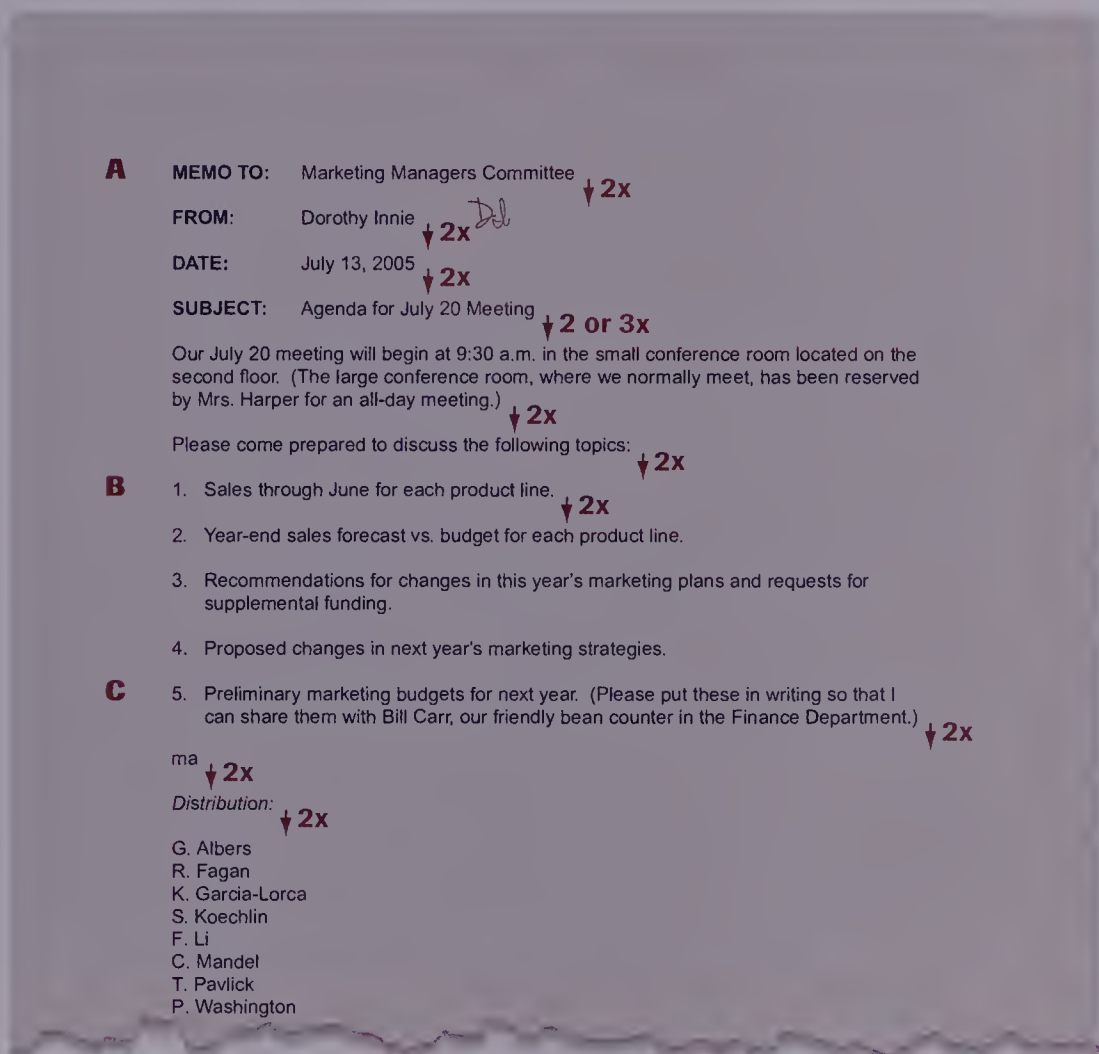 A MEMO TO: Marketing Managers Committee ↓ 2x
FROM: Dorothy Innie ↓ 2x DI
DATE: July 13, 2005 ↓ 2x
SUBJECT: Agenda for July 20 Meeting ↓ 2 or 3x
Our July 20 meeting will begin at 9:30 a.m. in the small conference room located on the
second floor. (The large conference room, where we normally meet, has been reserved
by Mrs. Harper for an all-day meeting.) ↓ 2x
Please come prepared to discuss the following topics: ↓ 2x
B 1. Sales through June for each product line. ↓ 2x
2. Year-end sales forecast vs. budget for each product line.
3. Recommendations for changes in this year's marketing plans and requests for
supplemental funding.
4. Proposed changes in next year's marketing strategies.
C 5. Preliminary marketing budgets for next year. (Please put these in writing so that I
can share them with Bill Carr, our friendly bean counter in the Finance Department.) ↓ 2x
ma ↓ 2x
Distribution: ↓ 2x
G. Albers
R. Fagan
K. Garcia-Lorca
S. Koechlin
F. Li
C. Mandel
T. Pavlick
P. Washington